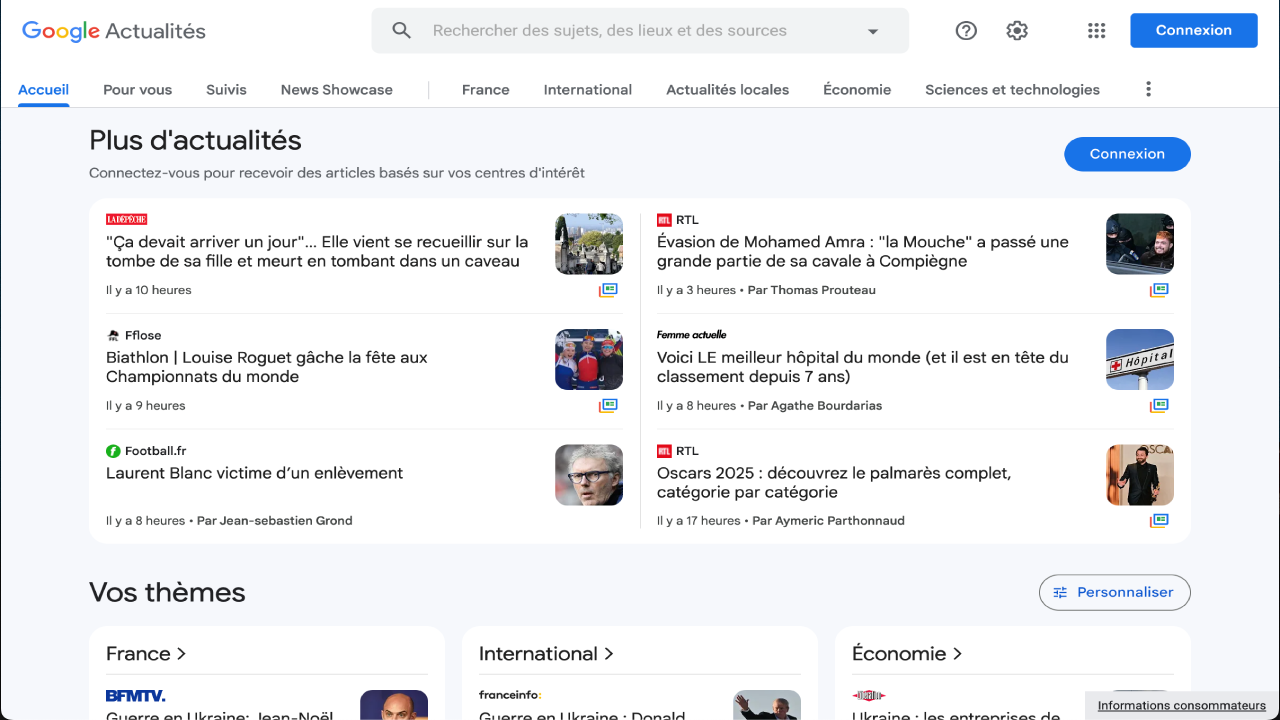 Google Actualités
Rechercher des sujets, des lieux et des sources
Connexion
Accueil
Pour vous
Suivis
News Showcase
France
International
Actualités locales
Économie
Sciences et technologies
Plus d'actualités
Connectez-vous pour recevoir des articles basés sur vos centres d'intérêt
Connexion
LA DÉPÊCHE
"Ça devait arriver un jour"... Elle vient se recueillir sur la
tombe de sa fille et meurt en tombant dans un caveau
Il y a 10 heures
RTL RTL
Évasion de Mohamed Amra : "la Mouche" a passé une
grande partie de sa cavale à Compiègne
Il y a 3 heures • Par Thomas Prouteau
Fflose
Biathlon | Louise Roguet gâche la fête aux
Championnats du monde
Il y a 9 heures
Femme actuelle
Voici LE meilleur hôpital du monde (et il est en tête du
classement depuis 7 ans)
Il y a 8 heures • Par Agathe Bourdarias
Hôpital
Football.fr
Laurent Blanc victime d’un enlèvement
Il y a 8 heures • Par Jean-sebastien Grond
RTL RTL
Oscars 2025 : découvrez le palmarès complet,
catégorie par catégorie
Il y a 17 heures • Par Aymeric Parthonnaud
Vos thèmes
Personnaliser
France
BFMTV.
Guerre en Ukraine: Jean-Noël
International
franceinfo:
Guerre en Ukraine : Donald
Économie
Libération
Ukraine : les entreprises de
Informations consommateurs